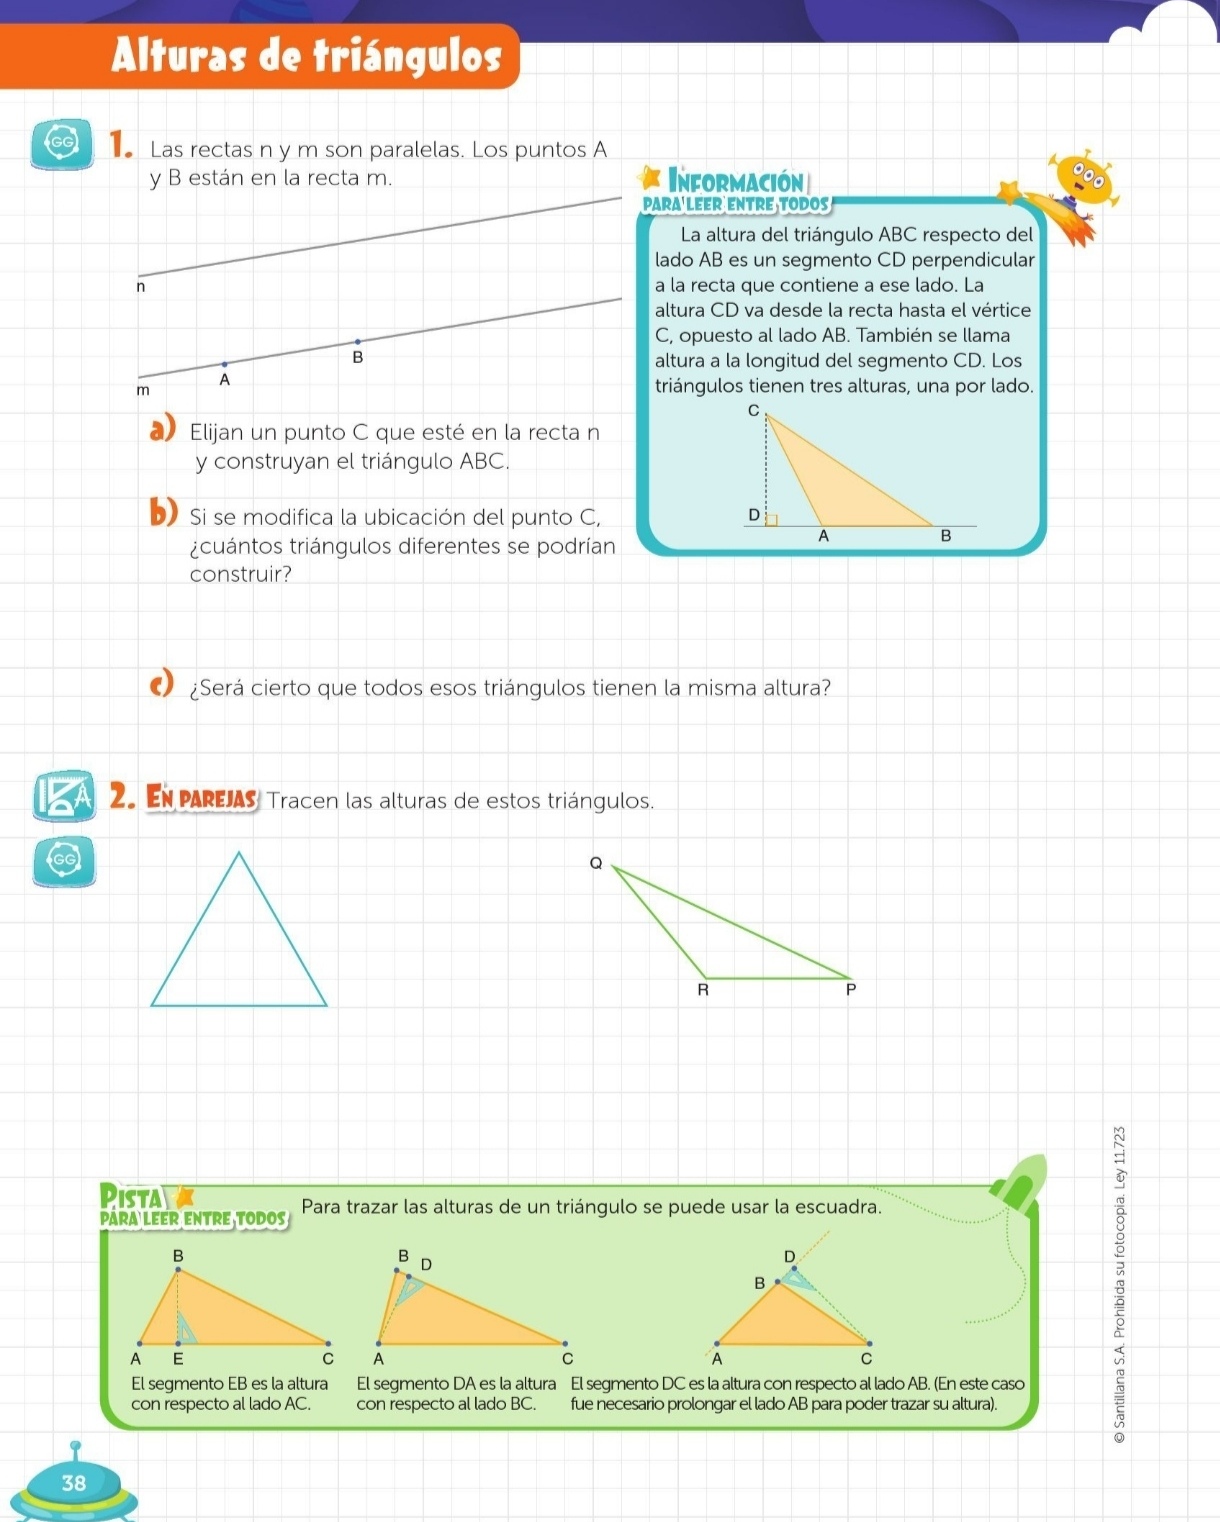 Alturas de triángulos
GG
1. Las rectas n y m son paralelas. Los puntos A
y B están en la recta m.
n
B
A
m
a) Elijan un punto C que esté en la recta n
y construyan el triángulo ABC.
b) Si se modifica la ubicación del punto C,
¿cuántos triángulos diferentes se podrían
construir?
INFORMACIÓN
PARA LEER ENTRE TODOS
La altura del triángulo ABC respecto del
lado AB es un segmento CD perpendicular
a la recta que contiene a ese lado. La
altura CD va desde la recta hasta el vértice
C, opuesto al lado AB. También se llama
altura a la longitud del segmento CD. Los
triángulos tienen tres alturas, una por lado.
C
D
A
B
c) ¿Será cierto que todos esos triángulos tienen la misma altura?
2. EN PAREJAS Tracen las alturas de estos triángulos.
GG
Q
R
P
PISTA
PARA LEER ENTRE TODOS
Para trazar las alturas de un triángulo se puede usar la escuadra.
B
A E C
El segmento EB es la altura
con respecto al lado AC.
B D
A C
El segmento DA es la altura
con respecto al lado BC.
D
B
A C
El segmento DC es la altura con respecto al lado AB. (En este caso
fue necesario prolongar el lado AB para poder trazar su altura).
© Santillana S.A. Prohibida su fotocopia. Ley 11.723
38